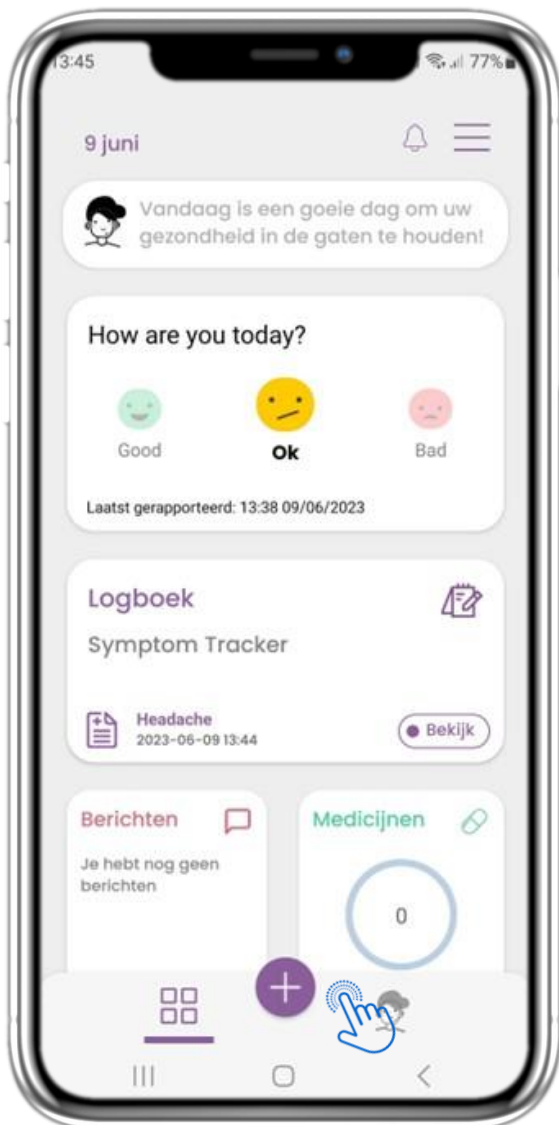 13:45
77%
9 juni
Vandaag is een goeie dag om uw
gezondheid in de gaten te houden!
How are you today?
Good
Ok
Bad
Laatst gerapporteerd: 13:38 09/06/2023
Logboek
Symptom Tracker
Headache
2023-06-09 13:44
Bekijk
Berichten
Je hebt nog geen
berichten
Medicijnen
0